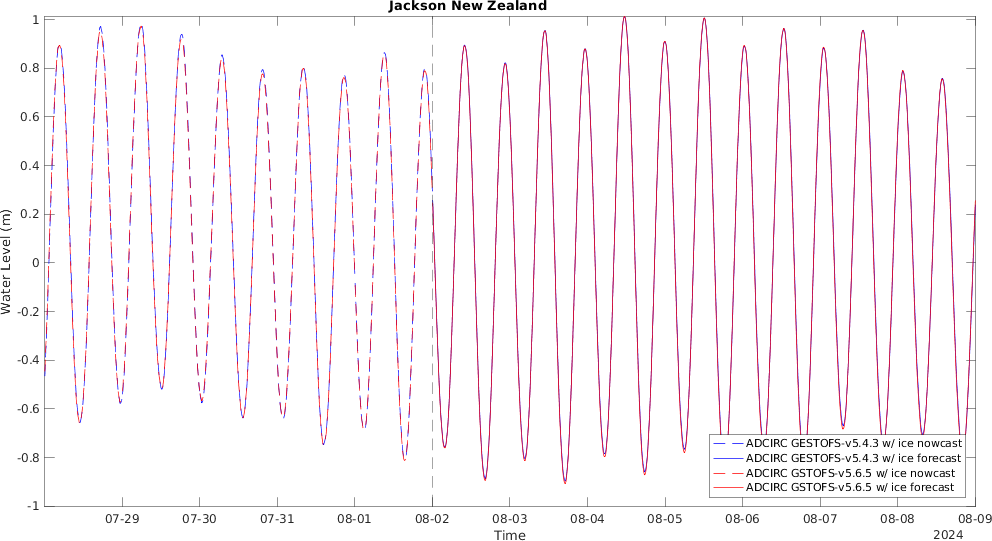 Jackson New Zealand
1
0.8
0.6
0.4
0.2
0
-0.2
-0.4
-0.6
-0.8
-1
Water Level (m)
ADCIRC GESTOFS-v5.4.3 w/ ice nowcast
ADCIRC GESTOFS-v5.4.3 w/ ice forecast
ADCIRC GSTOFS-v5.6.5 w/ ice nowcast
ADCIRC GSTOFS-v5.6.5 w/ ice forecast
07-29 07-30 07-31 08-01 08-02 08-03 08-04 08-05 08-06 08-07 08-08 08-09
Time
2024